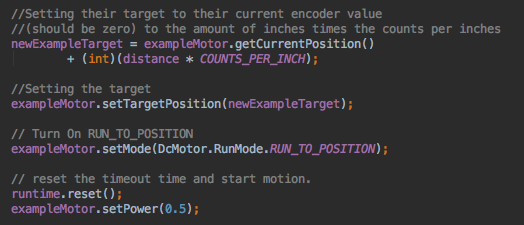 //Setting their target to their current encoder value
//(should be zero) to the amount of inches times the counts per inches
newExampleTarget = exampleMotor.getCurrentPosition()
+ (int)(distance * COUNTS_PER_INCH);
//Setting the target
exampleMotor.setTargetPosition(newExampleTarget);
// Turn On RUN_TO_POSITION
exampleMotor.setMode(DcMotor.RunMode.RUN_TO_POSITION);
// reset the timeout time and start motion.
runtime.reset();
exampleMotor.setPower(0.5);